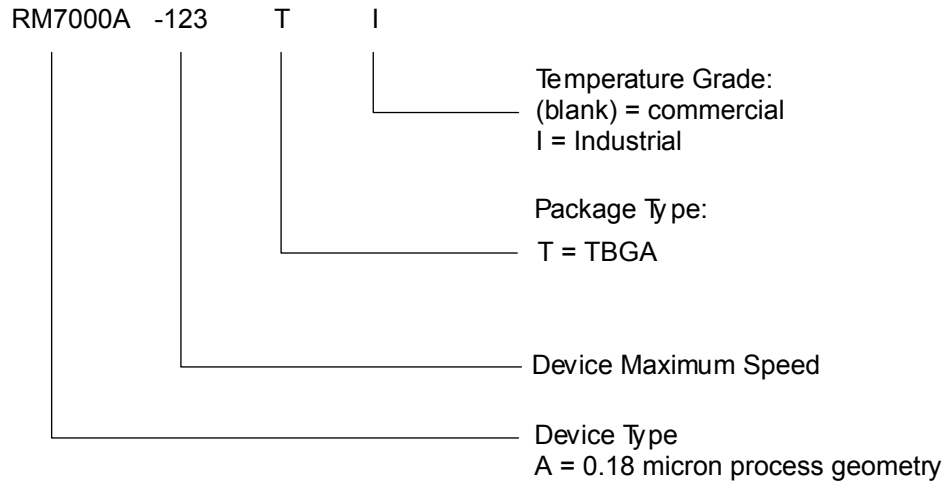 RM7000A -123 T I
Temperature Grade:
(blank) = commercial
I = Industrial
Package Type:
T = TBGA
Device Maximum Speed
Device Type
A = 0.18 micron process geometry